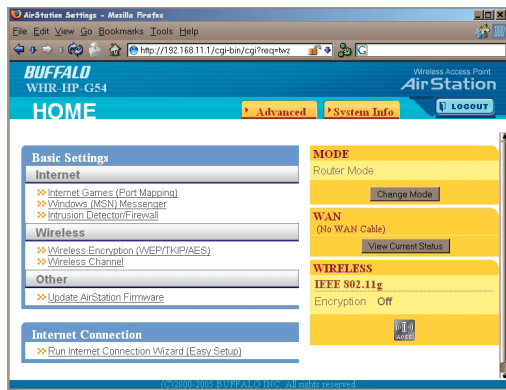 AirStation Settings - Mozilla Firefox
File Edit View Go Bookmarks Tools Help
http://192.168.11.1/cgi-bin/cgi?req=twz
G
BUFFALO
WHR-HP-G54
Wireless Access Point
AirStation
HOME
Advanced
System Info
LOGOUT
Basic Settings
Internet
Internet Games (Port Mapping)
Windows (MSN) Messenger
Intrusion Detector/Firewall
Wireless
Wireless Encryption (WEP/TKIP/AES)
Wireless Channel
Other
Update AirStation Firmware
Internet Connection
Run Internet Connection Wizard (Easy Setup)
MODE
Router Mode
Change Mode
WAN
(No WAN Cable)
View Current Status
WIRELESS
IEEE 802.11g
Encryption Off
AOSS
(C)2000-2005 BUFFALO INC. All rights reserved.